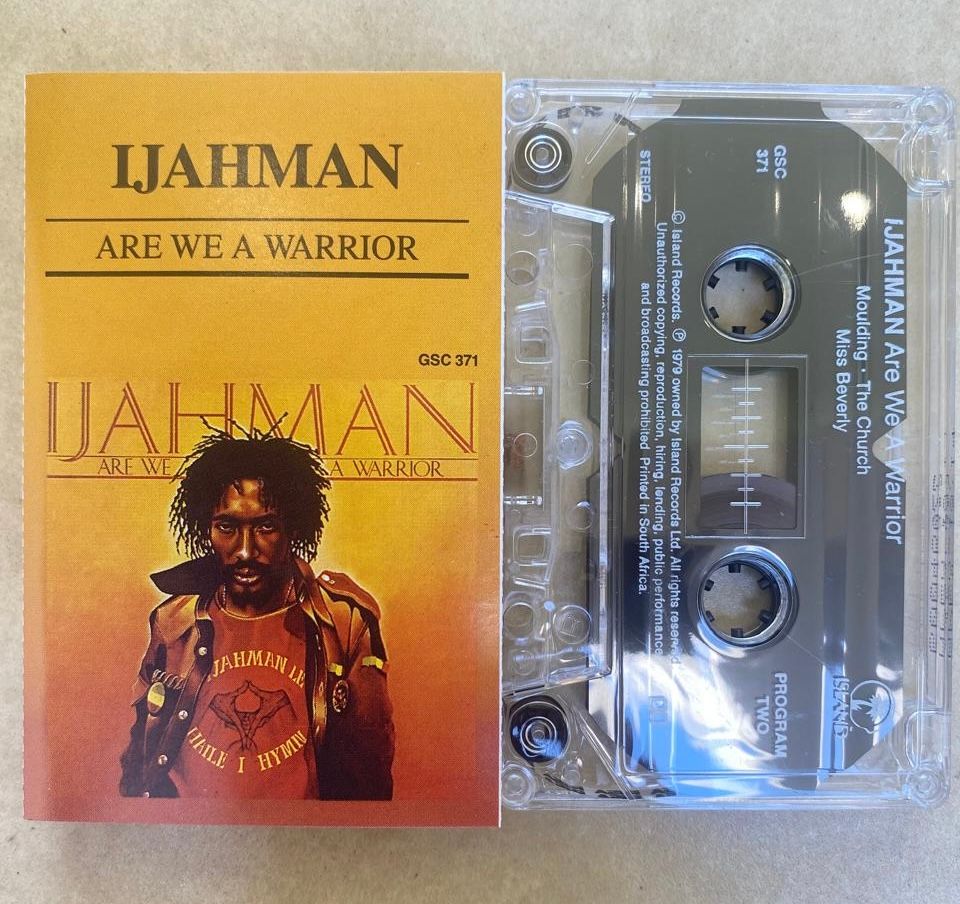 IJAHMAN
ARE WE A WARRIOR
GSC 371
IJAHMAN
ARE WE A WARRIOR
IJAHMAN LE
HAILE I HYMN
IJAHMAN Are We A Warrior
Moulding · The Church
Miss Beverly
GSC
371
STEREO
PROGRAM
TWO
ISLAND
© Island Records. ℗ 1979 owned by Island Records Ltd. All rights reserved
Unauthorized copying, reproduction, hiring, lending, public performance
and broadcasting prohibited Printed in South Africa.